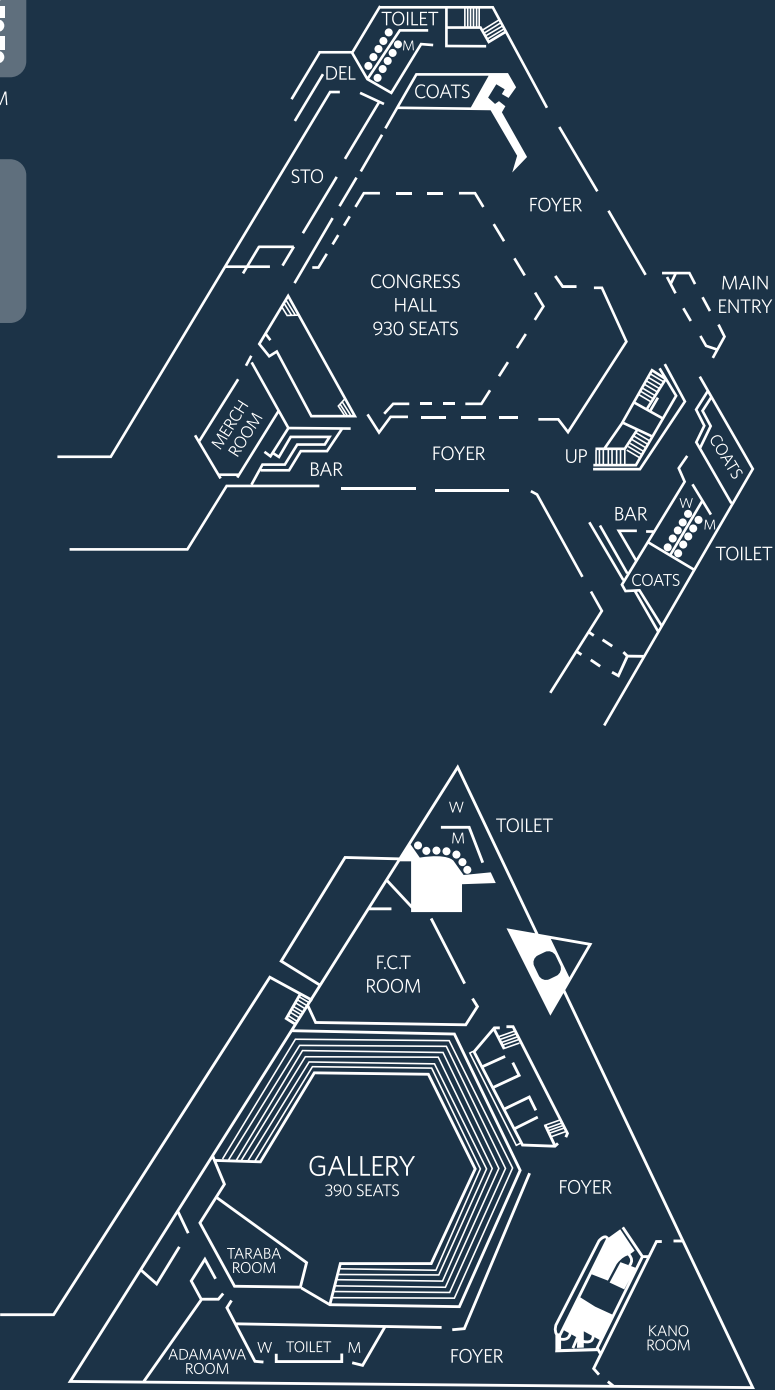 TOILET
M
DEL
COATS
M
STO
FOYER
CONGRESS
HALL
930 SEATS
MAIN
ENTRY
MERCH
ROOM
BAR
FOYER
UP
COATS
W
M
BAR
TOILET
COATS
W
TOILET
M
F.C.T
ROOM
GALLERY
390 SEATS
FOYER
TARABA
ROOM
ADAMAWA
ROOM
W TOILET M
FOYER
KANO
ROOM